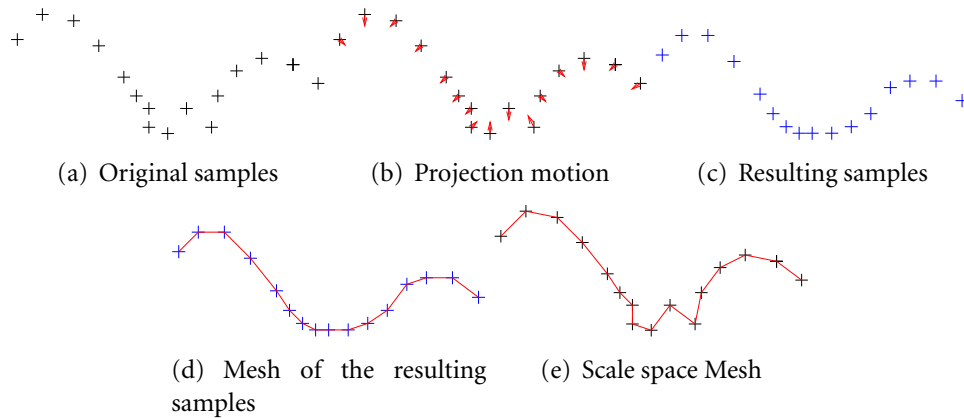 (a) Original samples
(b) Projection motion
(c) Resulting samples
(d) Mesh of the resulting
samples
(e) Scale space Mesh